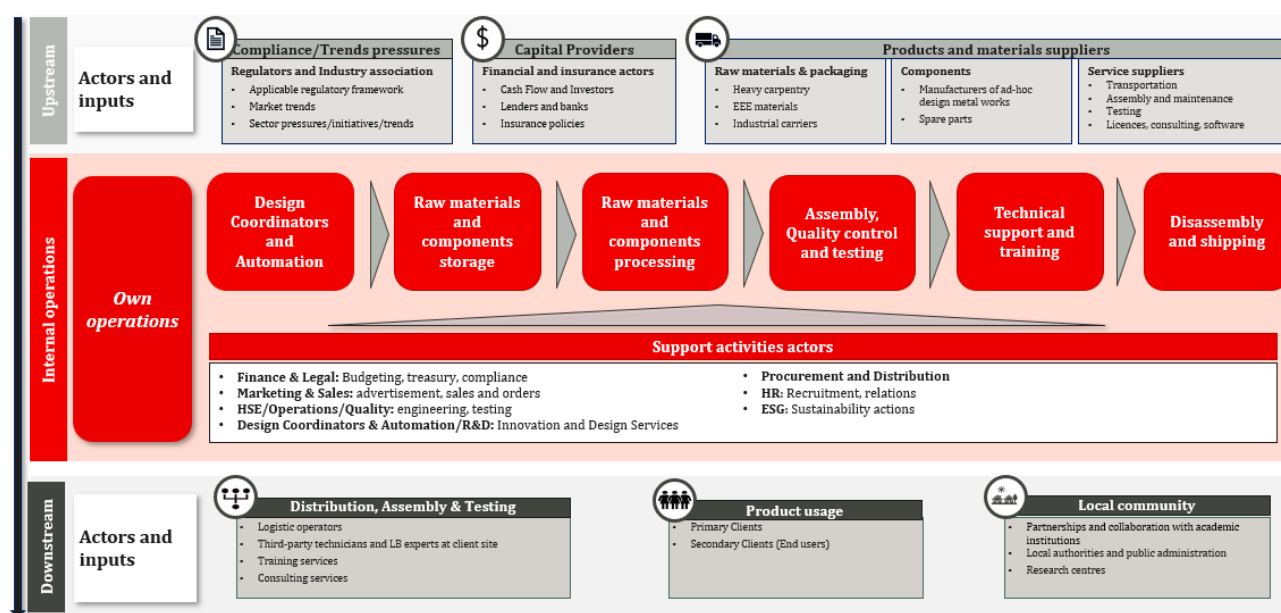 Upstream
Actors and
inputs
Compliance/Trends pressures
Regulators and Industry association
• Applicable regulatory framework
• Market trends
• Sector pressures/initiatives/trends
$
Capital Providers
Financial and insurance actors
• Cash Flow and Investors
• Lenders and banks
• Insurance policies
Products and materials suppliers
Raw materials & packaging
• Heavy carpentry
• EEE materials
• Industrial carriers
Components
• Manufacturers of ad-hoc
design metal works
• Spare parts
Service suppliers
• Transportation
• Assembly and maintenance
• Testing
• Licences, consulting, software
Internal operations
Own
operations
Design
Coordinators
and
Automation
Raw materials
and
components
storage
Raw materials
and
components
processing
Assembly,
Quality control
and testing
Technical
support and
training
Disassembly
and shipping
Support activities actors
• Finance & Legal: Budgeting, treasury, compliance
• Marketing & Sales: advertisement, sales and orders
• HSE/Operations/Quality: engineering, testing
• Design Coordinators & Automation/R&D: Innovation and Design Services
• Procurement and Distribution
• HR: Recruitment, relations
• ESG: Sustainability actions
Downstream
Actors and
inputs
Distribution, Assembly & Testing
• Logistic operators
• Third-party technicians and LB experts at client site
• Training services
• Consulting services
Product usage
• Primary Clients
• Secondary Clients (End users)
Local community
• Partnerships and collaboration with academic
institutions
• Local authorities and public administration
• Research centres